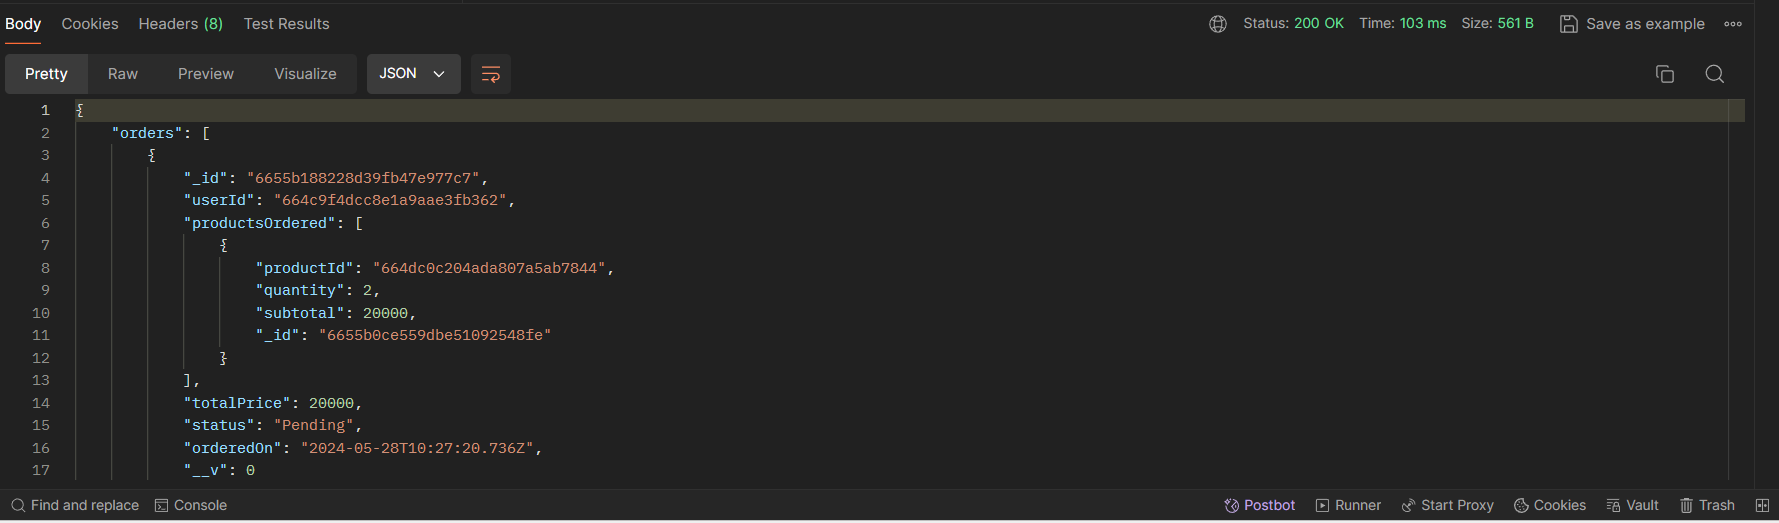 Body Cookies Headers (8) Test Results Status: 200 OK Time: 103 ms Size: 561 B Save as example
Pretty Raw Preview Visualize JSON
1 {
2 "orders": [
3 {
4 "_id": "6655b188228d39fb47e977c7",
5 "userId": "664c9f4dcc8e1a9aae3fb362",
6 "productsOrdered": [
7 {
8 "productId": "664dc0c204ada807a5ab7844",
9 "quantity": 2,
10 "subtotal": 20000,
11 "_id": "6655b0ce559dbe51092548fe"
12 }
13 ],
14 "totalPrice": 20000,
15 "status": "Pending",
16 "orderedOn": "2024-05-28T10:27:20.736Z",
17 "__v": 0
Find and replace Console Postbot Runner Start Proxy Cookies Vault Trash